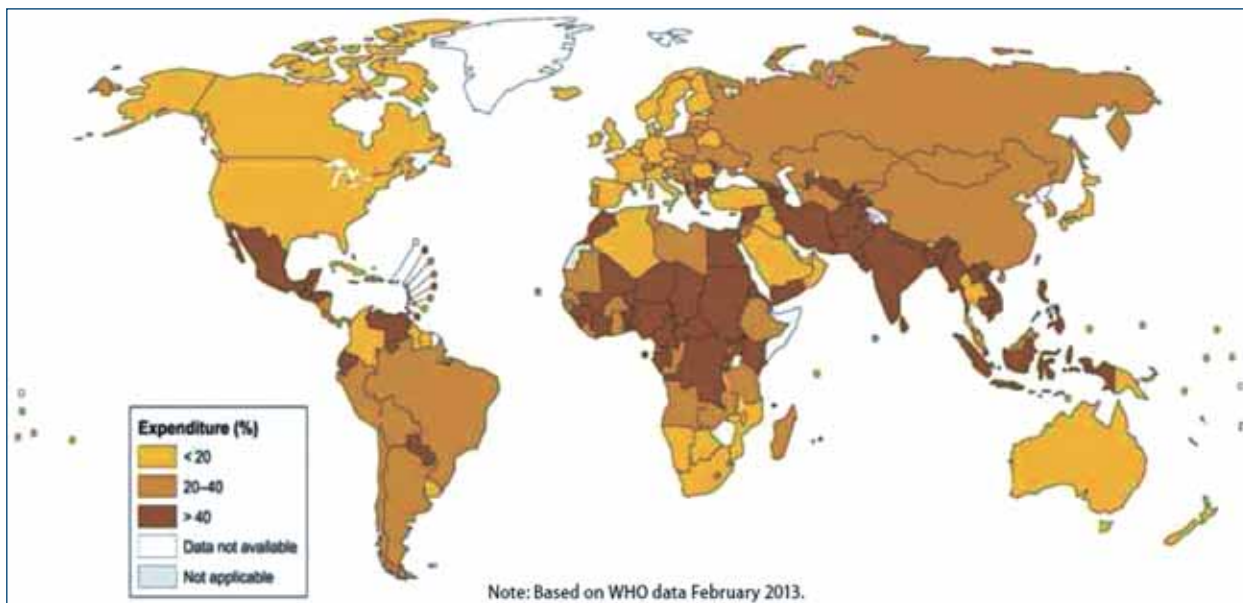 Expenditure (%)
< 20
20–40
> 40
Data not available
Not applicable
Note: Based on WHO data February 2013.